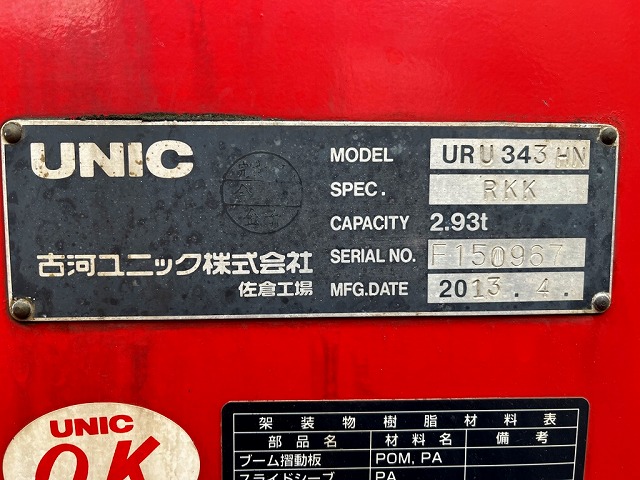 UNIC
MODEL URU343HN
SPEC. RKK
CAPACITY 2.93t
古河ユニック株式会社
SERIAL NO. F150967
佐倉工場
MFG.DATE 2013.4.
UNIC
OK
架装物樹脂材料表
部品名 材料名 備考
ブーム摺動板 POM, PA
スライドシーブ PA